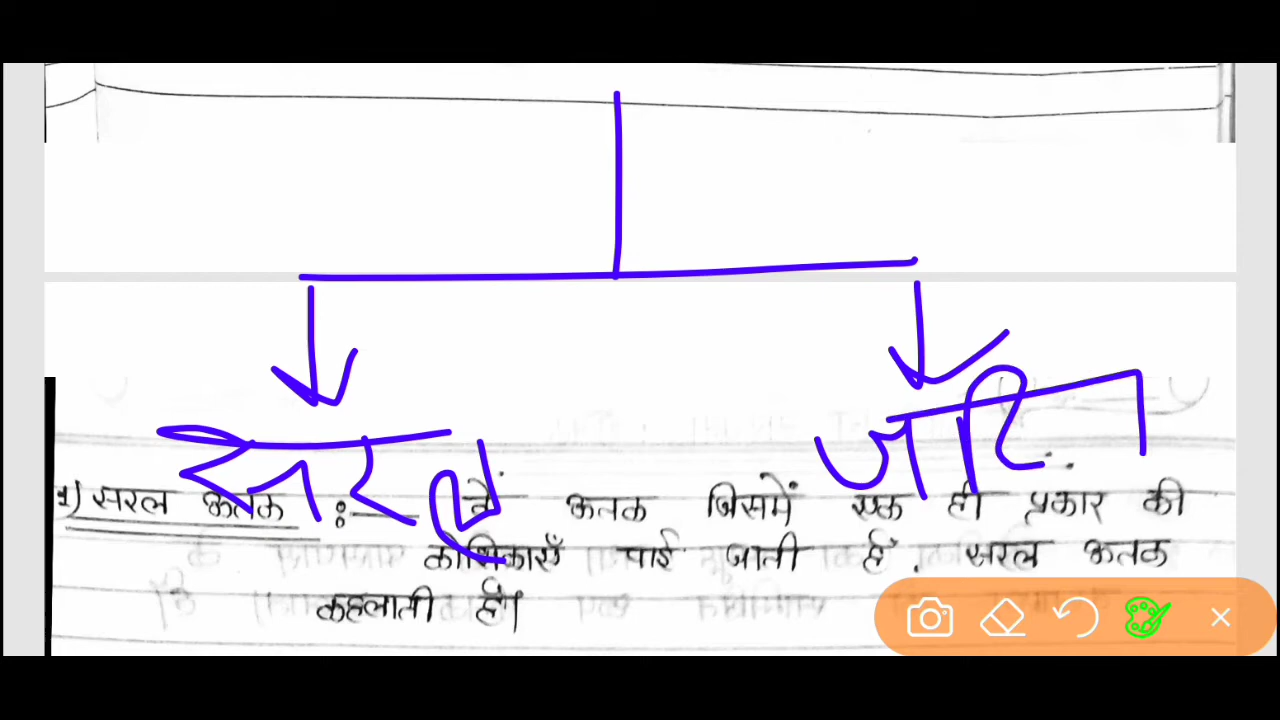 सरल जटि
1) सरल ऊतक :— वे ऊतक जिसमें एक ही प्रकार की
कोशिकाएँ पाई जाती हैं. सरल ऊतक
कहलाती हैं।